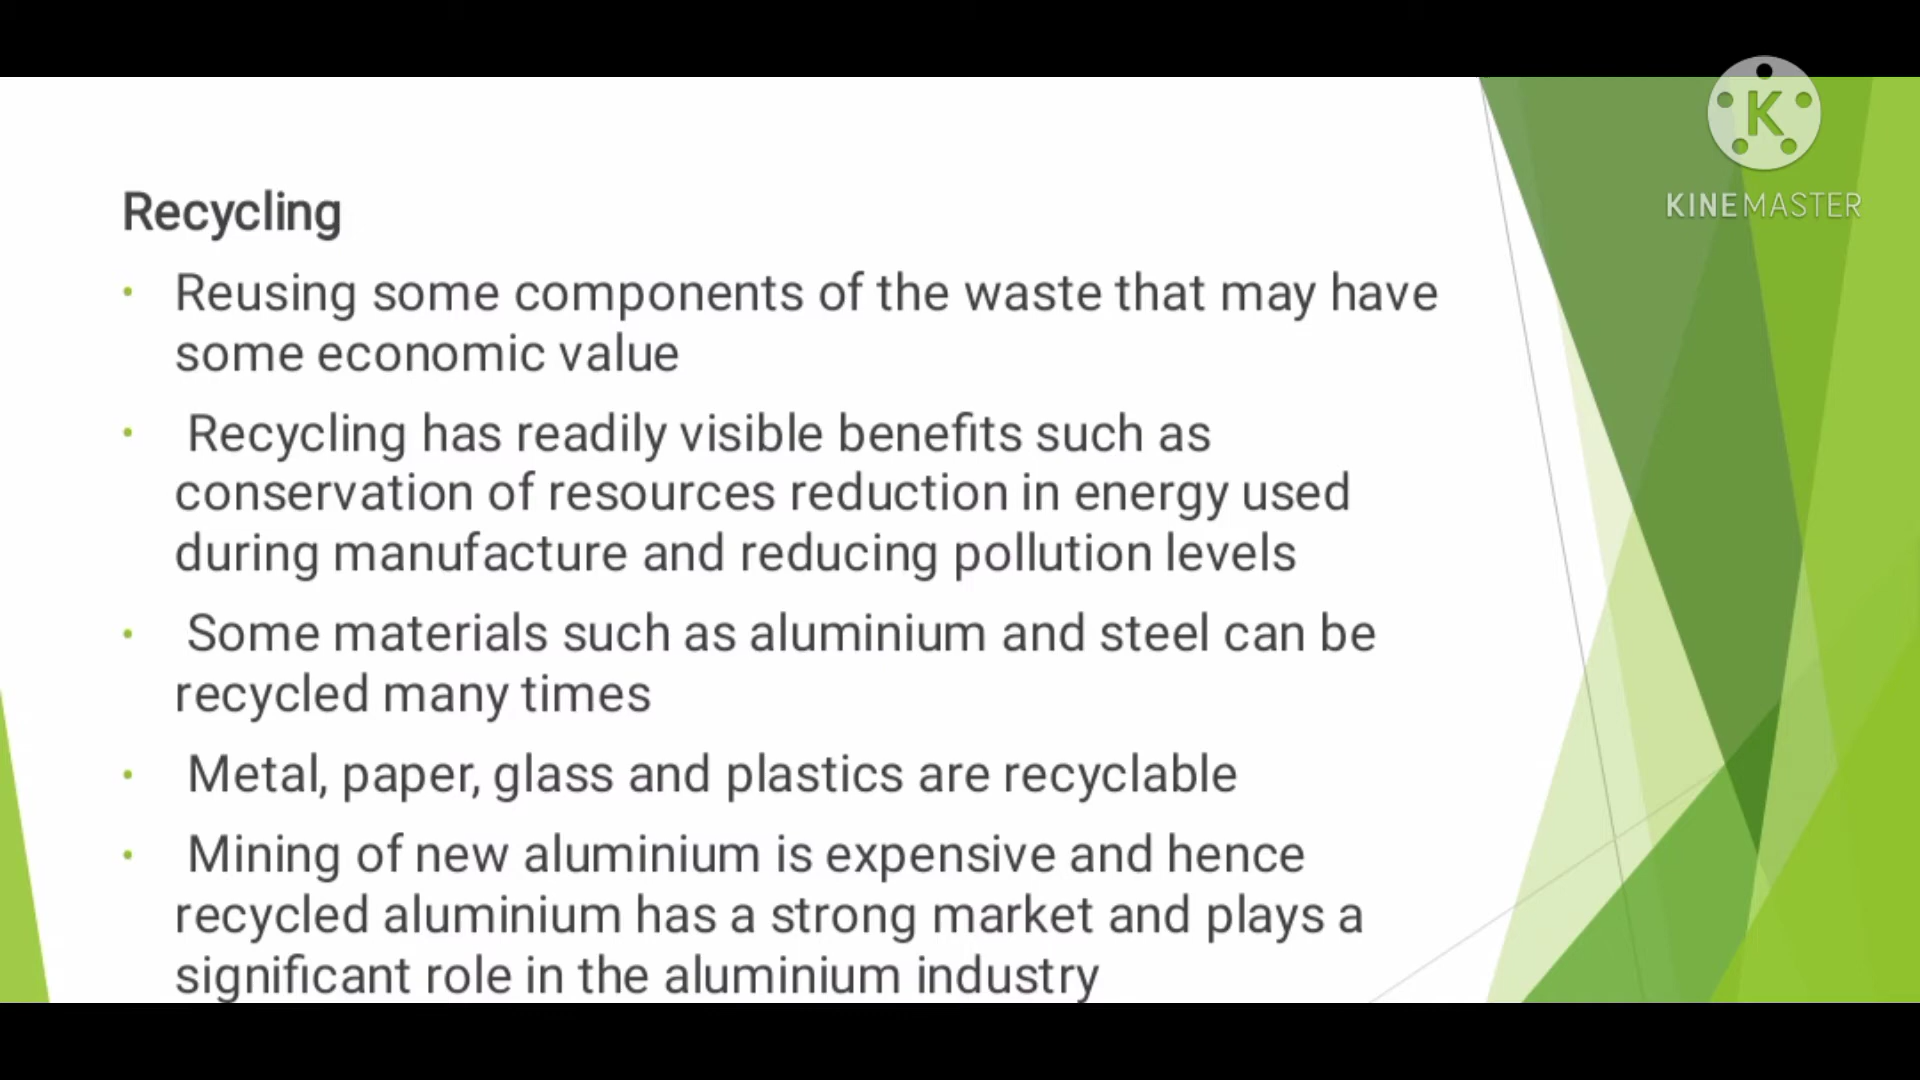 K
KINEMASTER
Recycling
• Reusing some components of the waste that may have
some economic value
• Recycling has readily visible benefits such as
conservation of resources reduction in energy used
during manufacture and reducing pollution levels
• Some materials such as aluminium and steel can be
recycled many times
• Metal, paper, glass and plastics are recyclable
• Mining of new aluminium is expensive and hence
recycled aluminium has a strong market and plays a
significant role in the aluminium industry